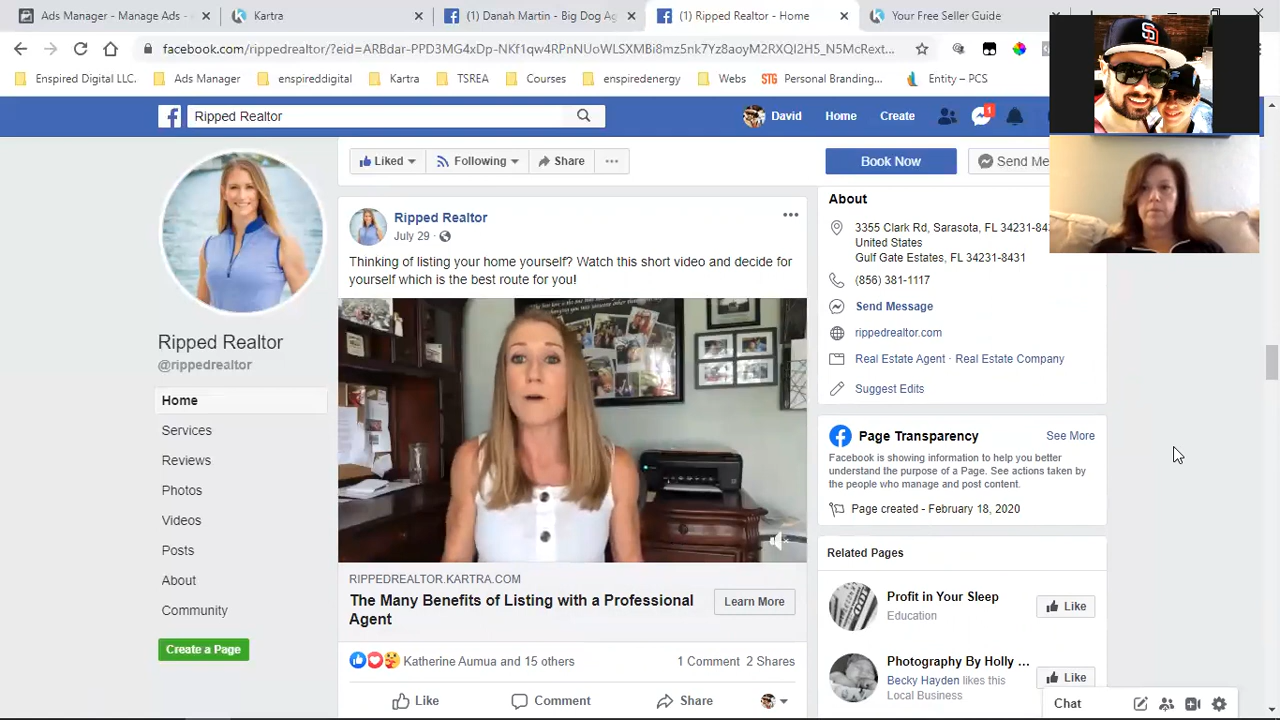 Ads Manager - Manage Ads -
Kartra
Danah Martin - Big Dog Ag
(1) Ripped Realtor - Home
Your Free Seller Guide
Enspired Digital LLC.
Ads Manager
enspireddigital
Courses
enspiredenergy
Webs
STG Personal Branding...
Entity – PCS
Ripped Realtor
David
Home
Create
1
Liked
Following
Share
Book Now
Send Me
Ripped Realtor
July 29
Thinking of listing your home yourself? Watch this short video and decide for
yourself which is the best route for you!
Ripped Realtor
@rippedrealtor
Home
Services
Reviews
Photos
Videos
Posts
About
Community
Create a Page
RIPPEDREALTOR.KARTRA.COM
The Many Benefits of Listing with a Professional
Agent
Learn More
Katherine Aumua and 15 others
1 Comment 2 Shares
Like
Comment
Share
About
3355 Clark Rd, Sarasota, FL 34231-843
United States
Gulf Gate Estates, FL 34231-8431
(856) 381-1117
Send Message
rippedrealtor.com
Real Estate Agent · Real Estate Company
Suggest Edits
Page Transparency
See More
Facebook is showing information to help you better
understand the purpose of a Page. See actions taken by
the people who manage and post content.
Page created - February 18, 2020
Related Pages
Profit in Your Sleep
Education
Like
Photography By Holly ...
Becky Hayden likes this
Local Business
Like
Chat